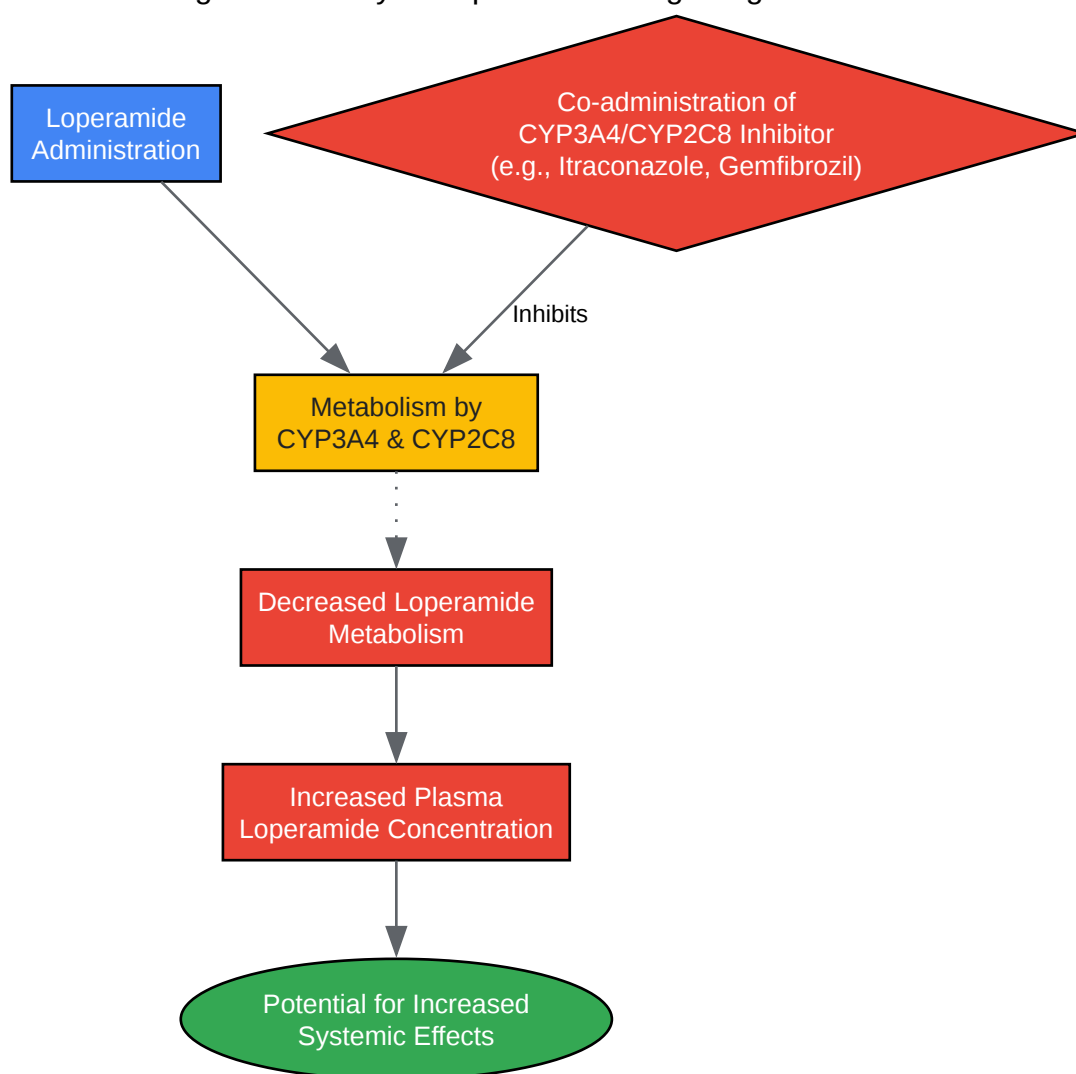 Loperamide
Administration
Co-administration of
CYP3A4/CYP2C8 Inhibitor
(e.g., Itraconazole, Gemfibrozil)
Inhibits
Metabolism by
CYP3A4 & CYP2C8
Decreased Loperamide
Metabolism
Increased Plasma
Loperamide Concentration
Potential for Increased
Systemic Effects